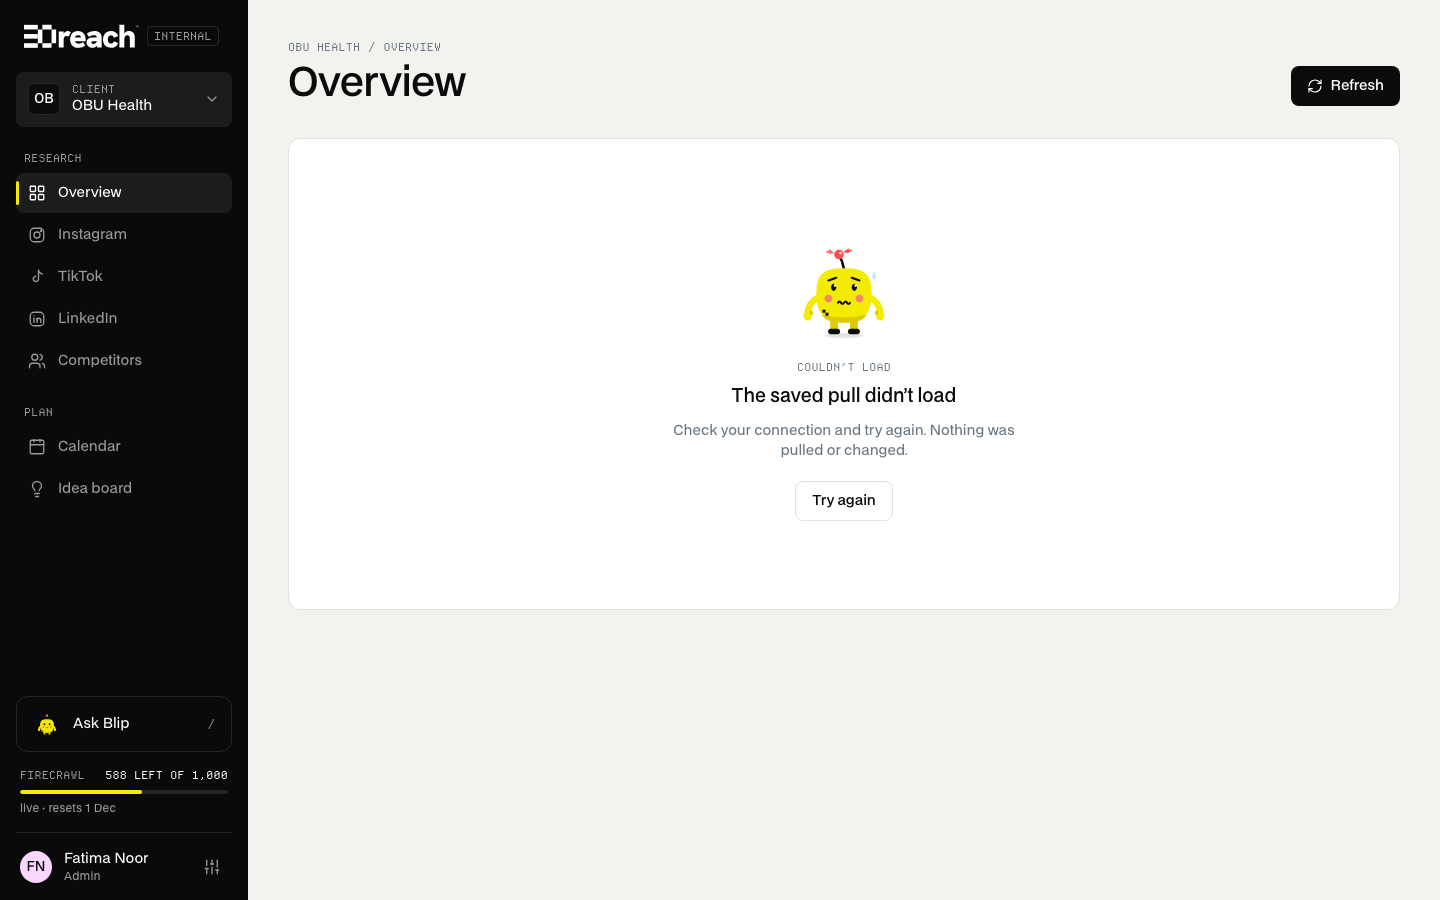 reach
INTERNAL
OB
CLIENT
OBU Health
RESEARCH
Overview
Instagram
TikTok
LinkedIn
Competitors
PLAN
Calendar
Idea board
Ask Blip
/
FIRECRAWL
588 LEFT OF 1,000
live · resets 1 Dec
FN
Fatima Noor
Admin
OBU HEALTH / OVERVIEW
Overview
Refresh
COULDN’T LOAD
The saved pull didn’t load
Check your connection and try again. Nothing was
pulled or changed.
Try again